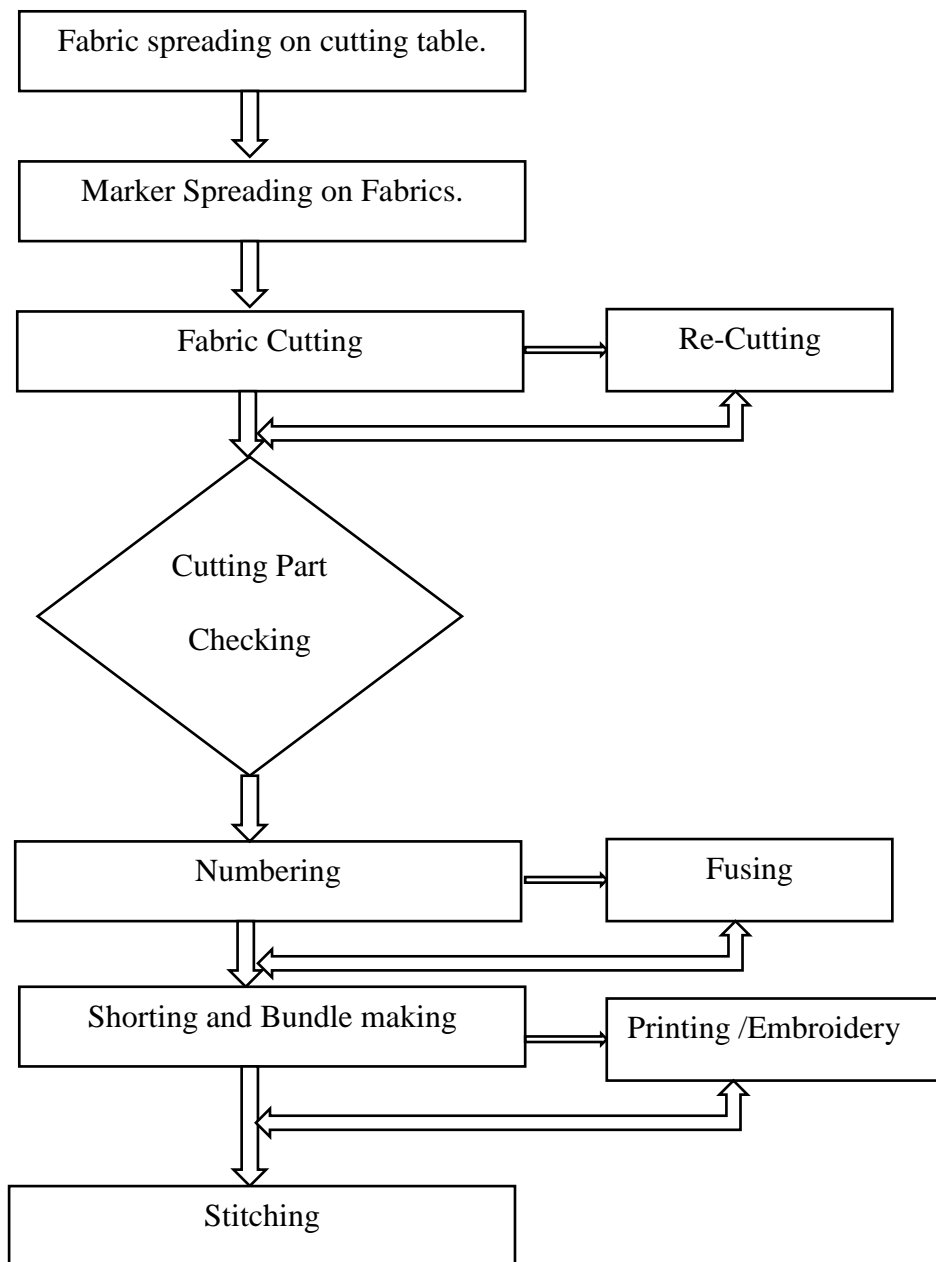 Fabric spreading on cutting table.
Marker Spreading on Fabrics.
Fabric Cutting
Re-Cutting
Cutting Part
Checking
Numbering
Fusing
Shorting and Bundle making
Printing /Embroidery
Stitching